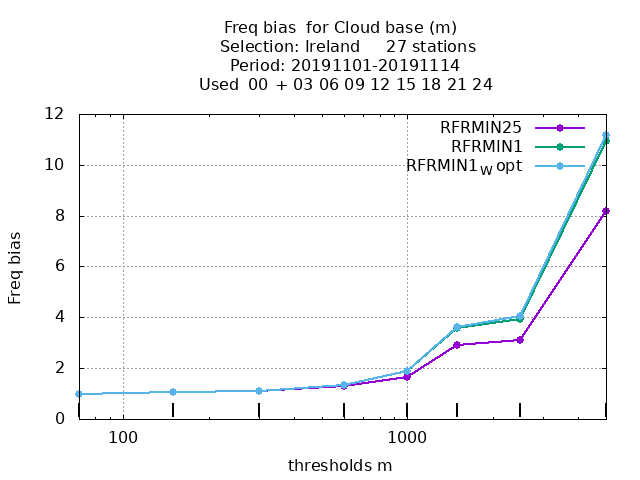 Freq bias  for Cloud base (m)
Selection: Ireland     27 stations
Period: 20191101-20191114
Used  00 + 03 06 09 12 15 18 21 24
12
10
8
6
4
2
0
Freq bias
RFRMIN25
RFRMIN1
RFRMIN1W opt
100
1000
thresholds m